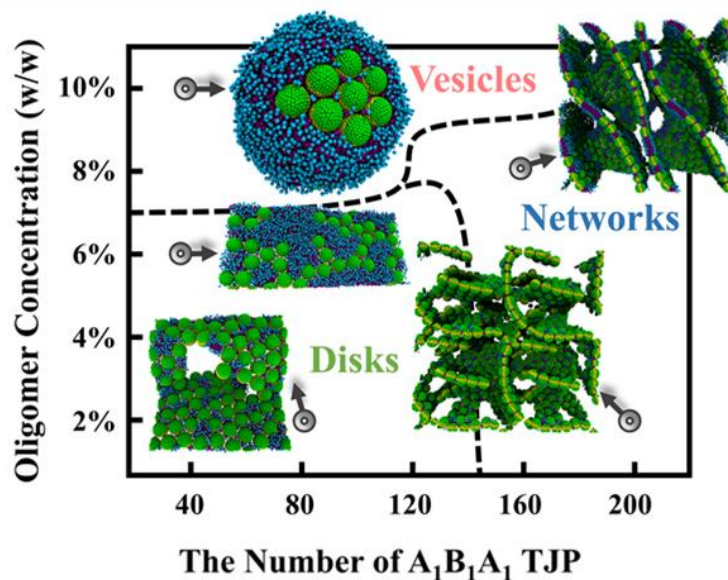 Oligomer Concentration (w/w)
10%
8%
6%
4%
2%
Vesicles
Networks
Disks
40
80
120
160
200
The Number of A₁B₁A₁ TJP